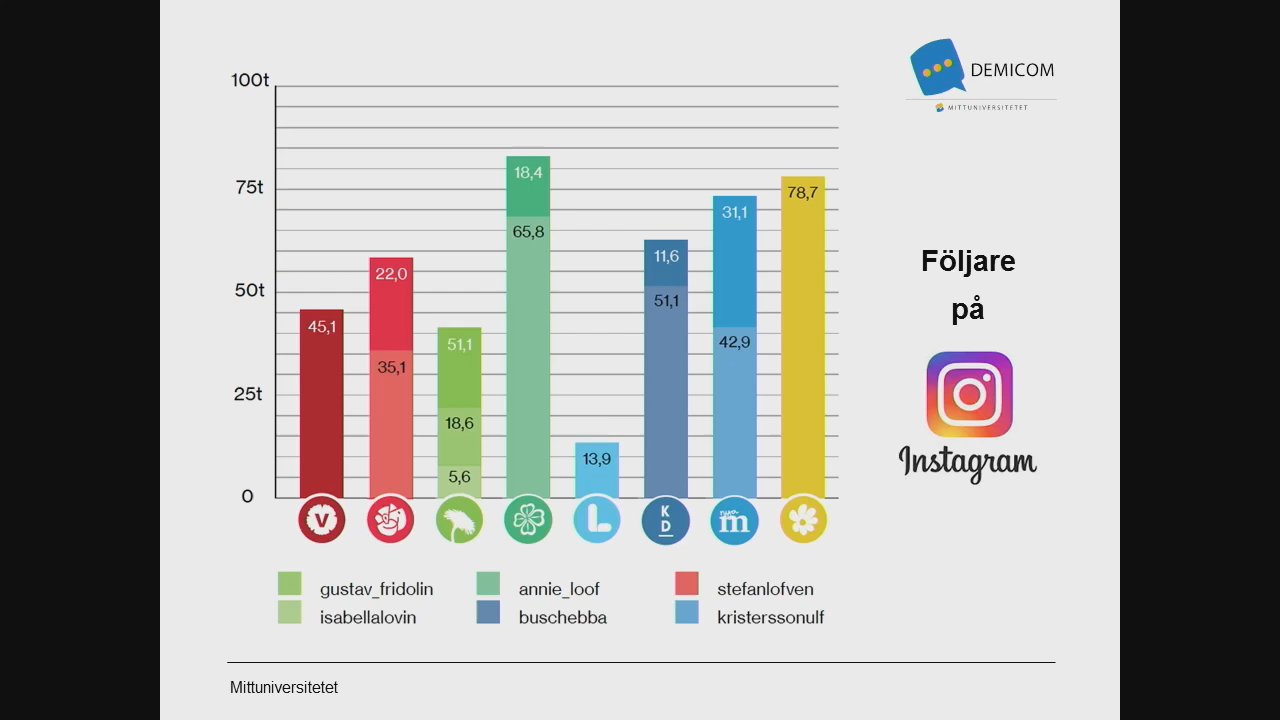 DEMICOM
MITTUNIVERSITETET
100t
75t
50t
25t
0
45,1
22,0
35,1
51,1
18,6
5,6
18,4
65,8
13,9
11,6
51,1
31,1
42,9
78,7
V
L
K
D
nya
m
Följare
på
Instagram
gustav_fridolin
annie_loof
stefanlofven
isabellalovin
buschebba
kristerssonulf
Mittuniversitetet